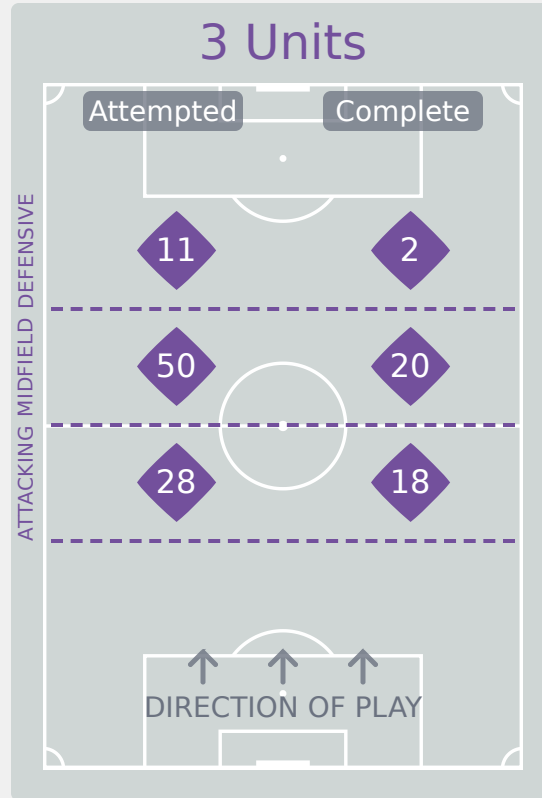 3 Units
Attempted Complete
ATTACKING MIDFIELD DEFENSIVE
11 2
50 20
28 18
DIRECTION OF PLAY